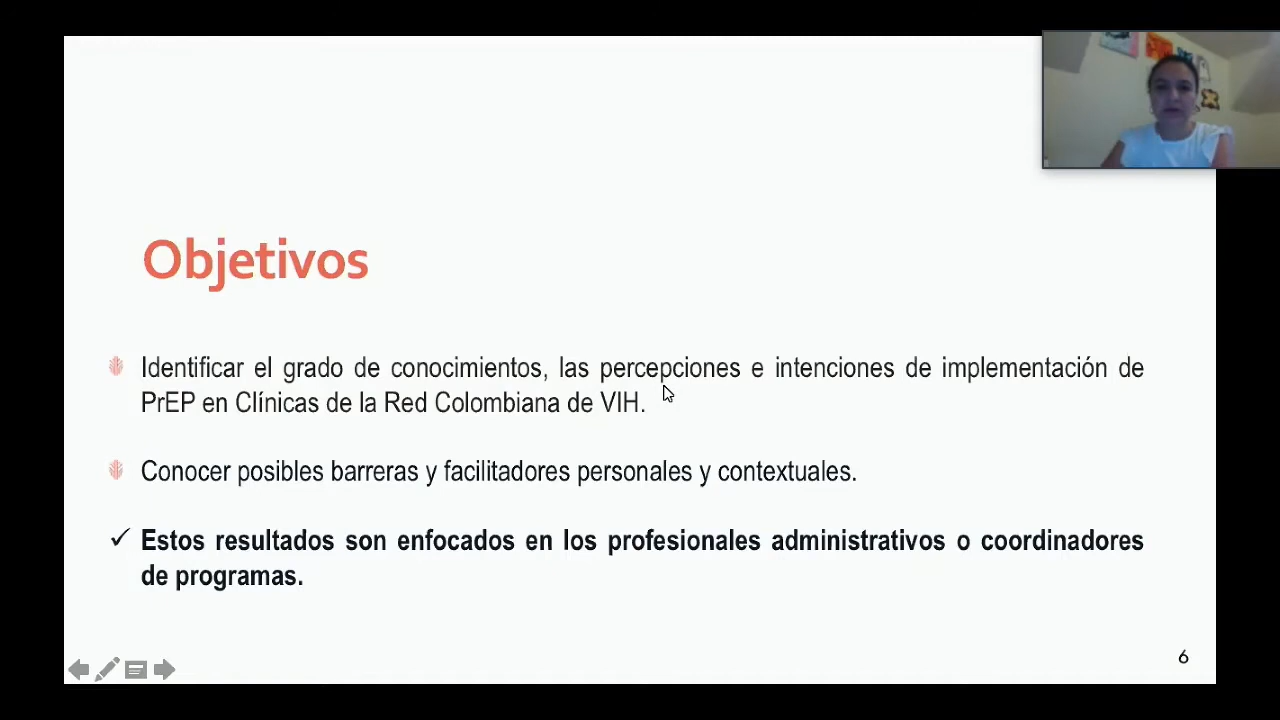 Objetivos
Identificar el grado de conocimientos, las percepciones e intenciones de implementación de
PrEP en Clínicas de la Red Colombiana de VIH.
Conocer posibles barreras y facilitadores personales y contextuales.
Estos resultados son enfocados en los profesionales administrativos o coordinadores
de programas.
6